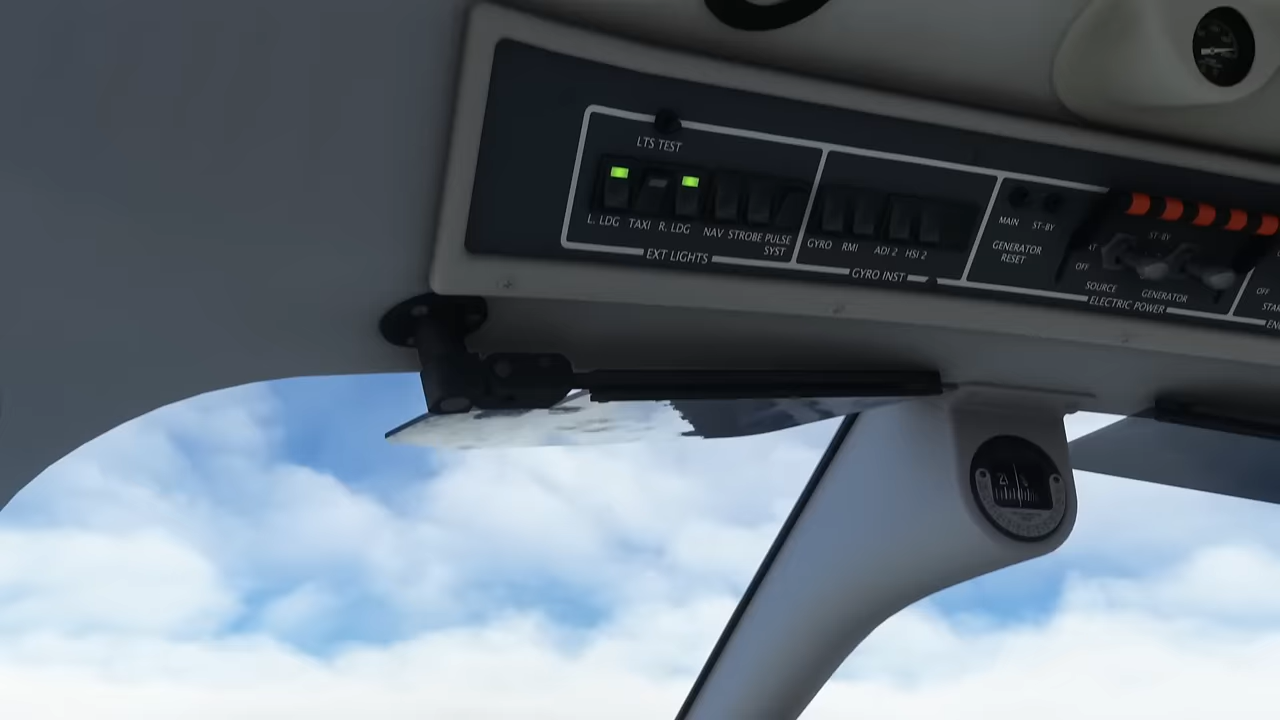 LTS TEST
L. LDG TAXI R. LDG NAV STROBE PULSE
SYST
EXT LIGHTS
GYRO RMI ADI 2 HSI 2
GYRO INST
MAIN ST-BY
GENERATOR
RESET
ST-BY
OFF
SOURCE GENERATOR
ELECTRIC POWER
OFF
21